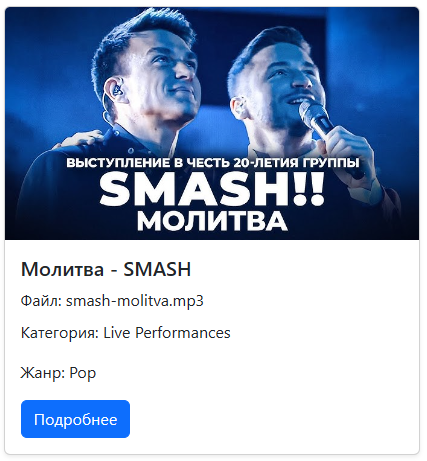 ВЫСТУПЛЕНИЕ В ЧЕСТЬ 20-ЛЕТИЯ ГРУППЫ
SMASH!!
МОЛИТВА
Молитва - SMASH
Файл: smash-molitva.mp3
Категория: Live Performances
Жанр: Pop
Подробнее